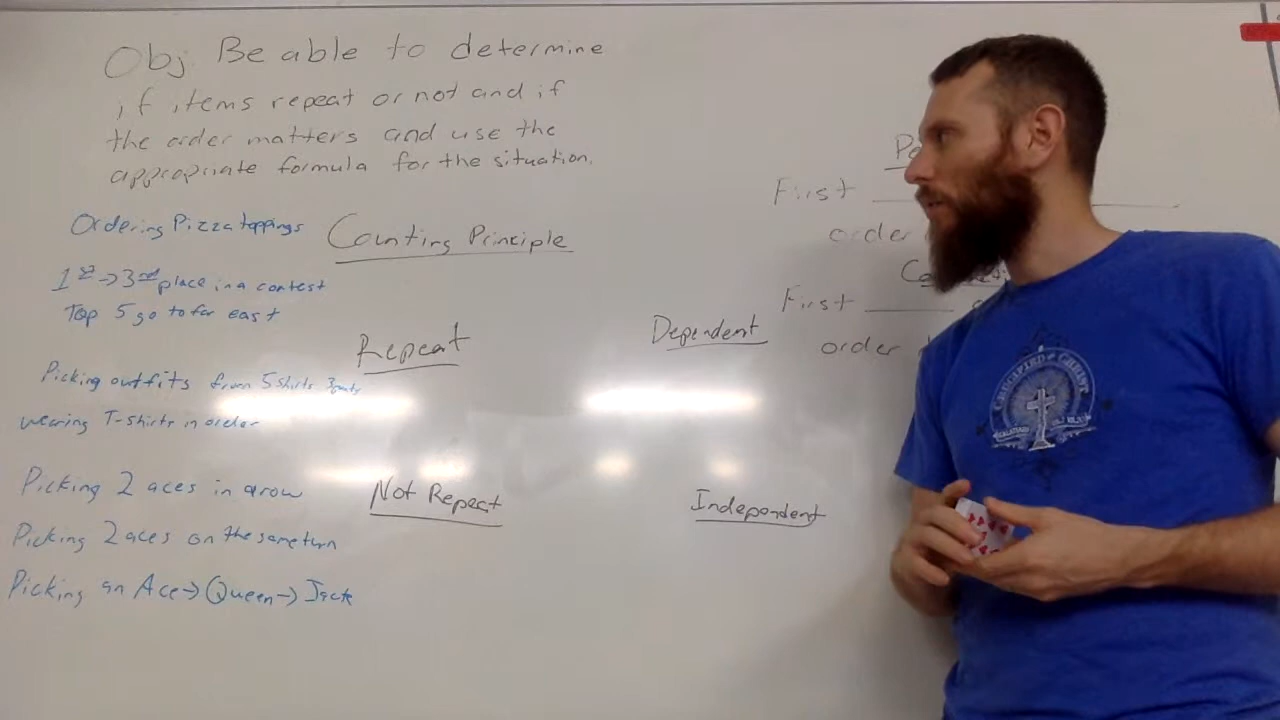 Obj. Be able to determine
if items repeat or not and if
the order matters and use the
appropriate formula for the situation.
Ordering Pizza toppings
Counting Principle
1st → 3rd place in a contest
Top 5 go to far east
Repeat
Picking outfits from 5 shirts 3 pants
wearing T-shirts in order
Picking 2 aces in a row
Not Repeat
Picking 2 aces on the same turn
Picking an Ace → Queen → Jack
Dependent
Independent
Pe
First
order
Co
First
order
CRUCIFIED CHRIST